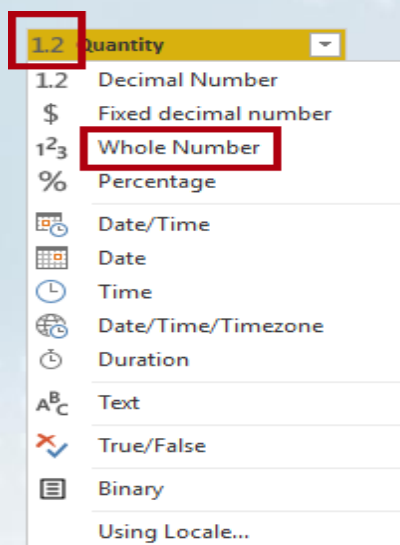 1.2 Quantity
1.2 Decimal Number
$ Fixed decimal number
1²3 Whole Number
% Percentage
Date/Time
Date
Time
Date/Time/Timezone
Duration
ABC Text
True/False
Binary
Using Locale...